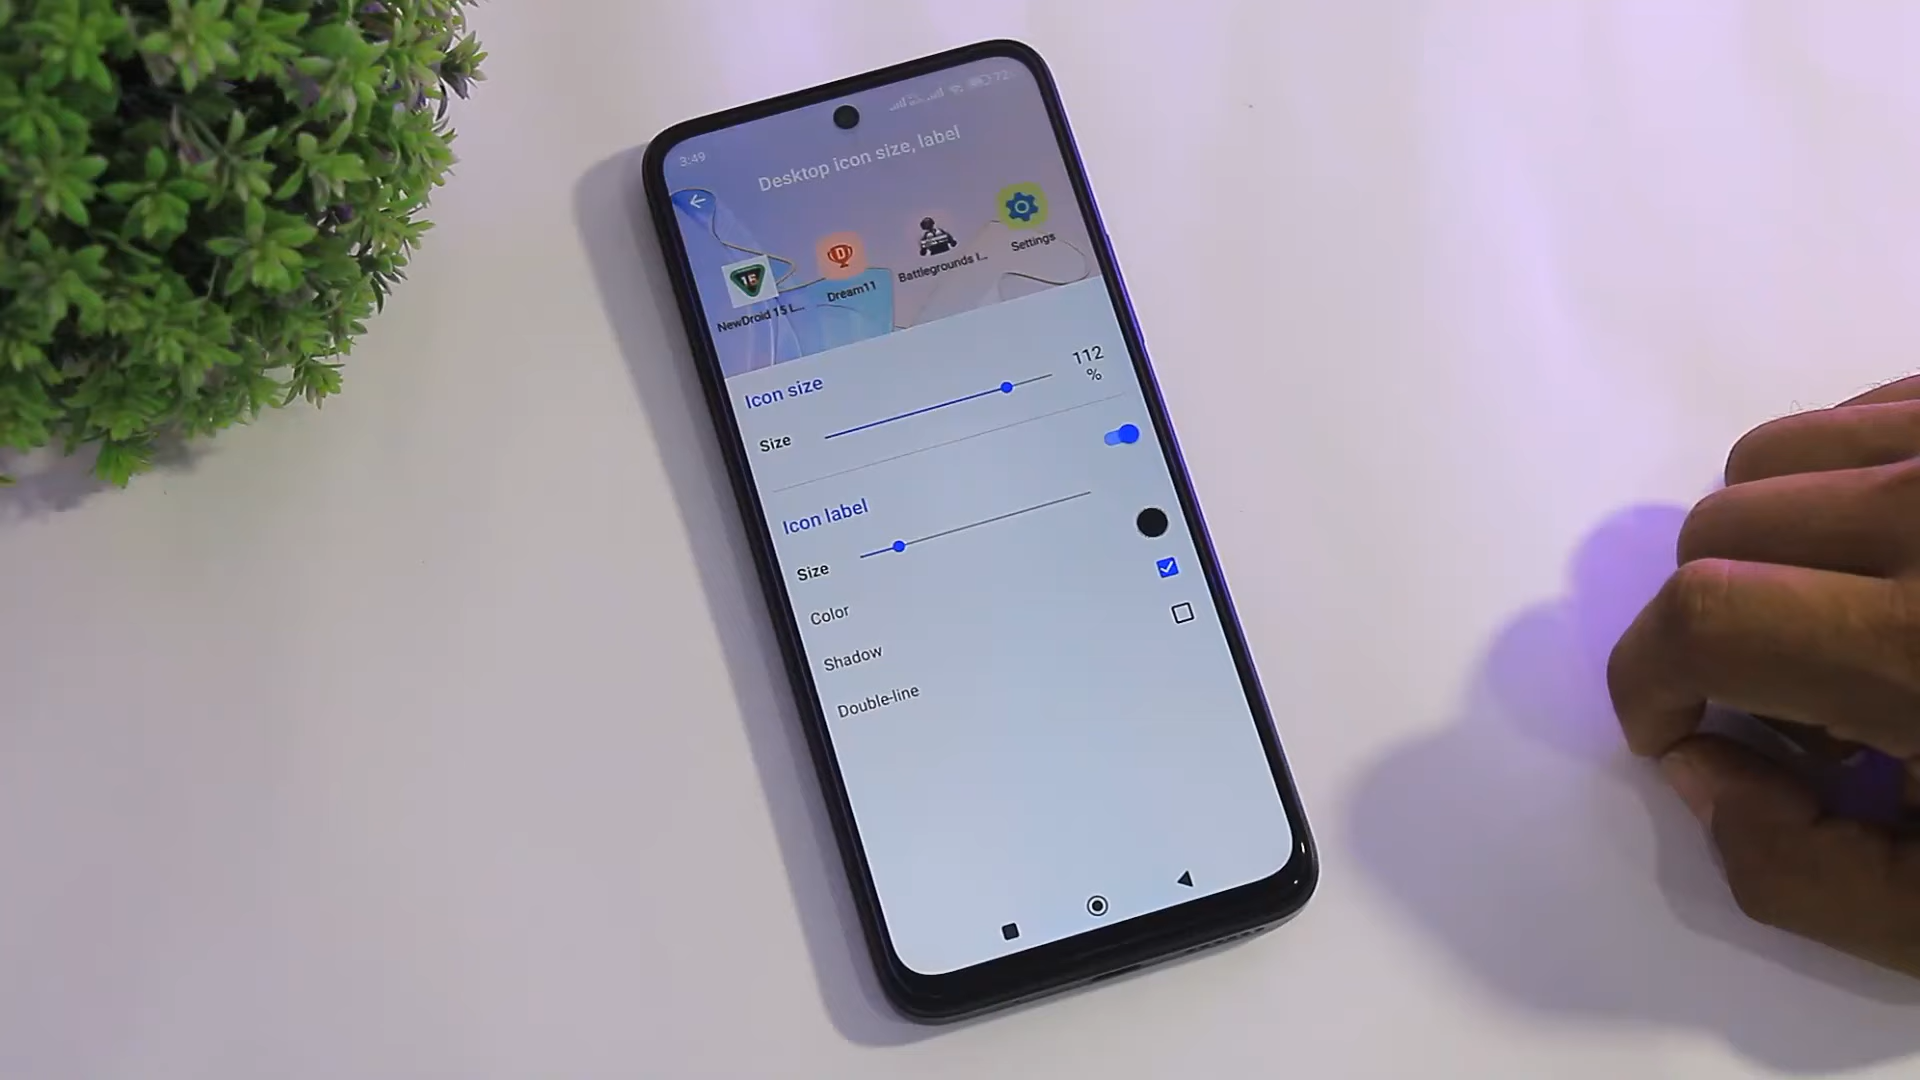 3:49
72
Desktop icon size, label
NewDroid 15 L...
Dream11
Battlegrounds I...
Settings
Icon size
Size
112
%
Icon label
Size
Color
Shadow
Double-line